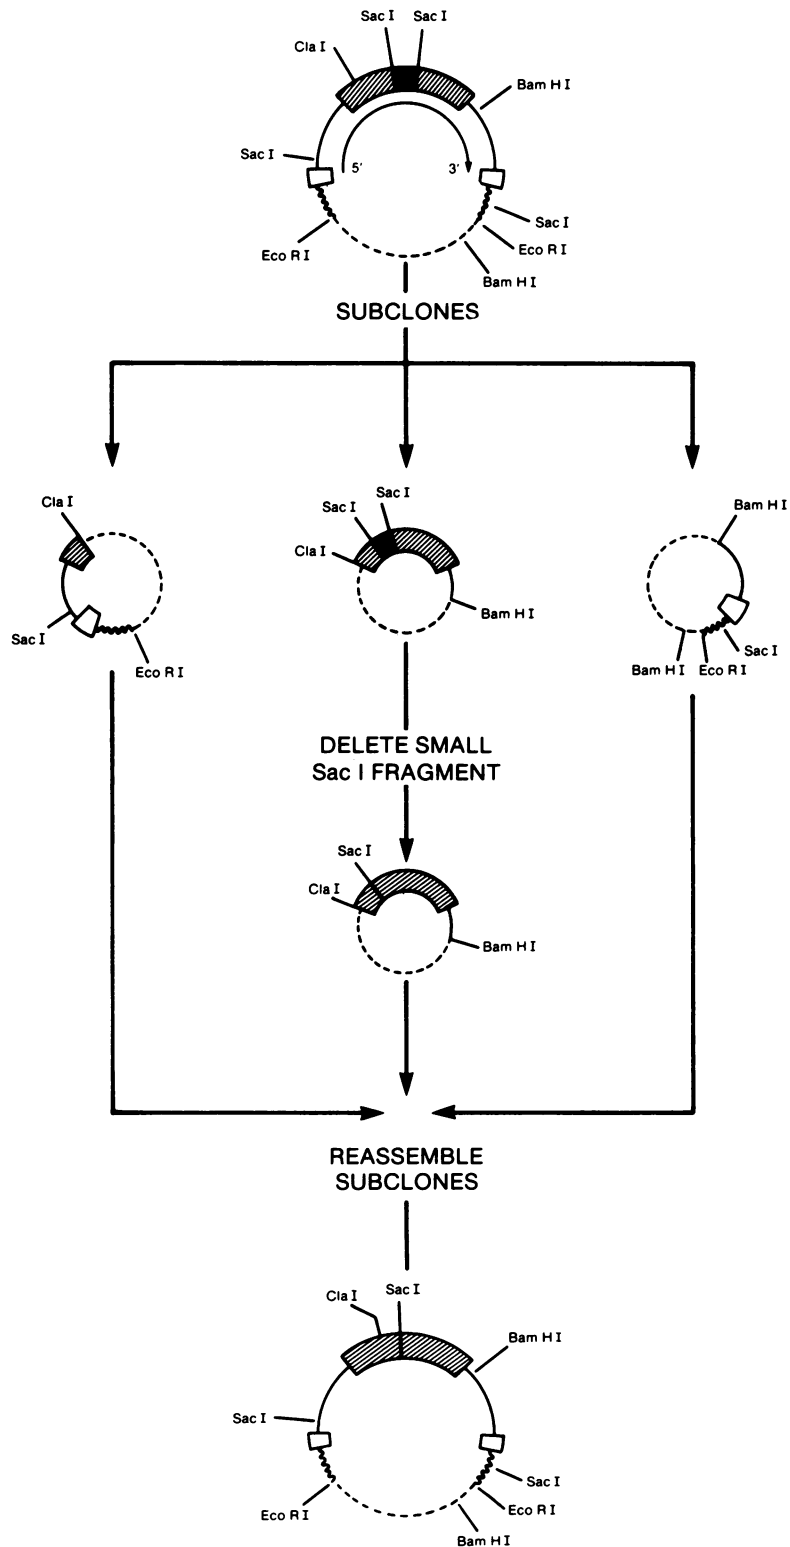 Sac I Sac I
Cla I
Bam H I
Sac I
5' 3'
Sac I
Eco R I Eco R I
Bam H I
SUBCLONES
Cla I
Sac I
Eco R I
Sac I
Sac I
Cla I
Bam H I
Bam H I
Sac I
Bam H I Eco R I
DELETE SMALL
Sac I FRAGMENT
Sac I
Cla I
Bam H I
REASSEMBLE
SUBCLONES
Sac I
Cla I
Bam H I
Sac I
Sac I
Eco R I Eco R I
Bam H I